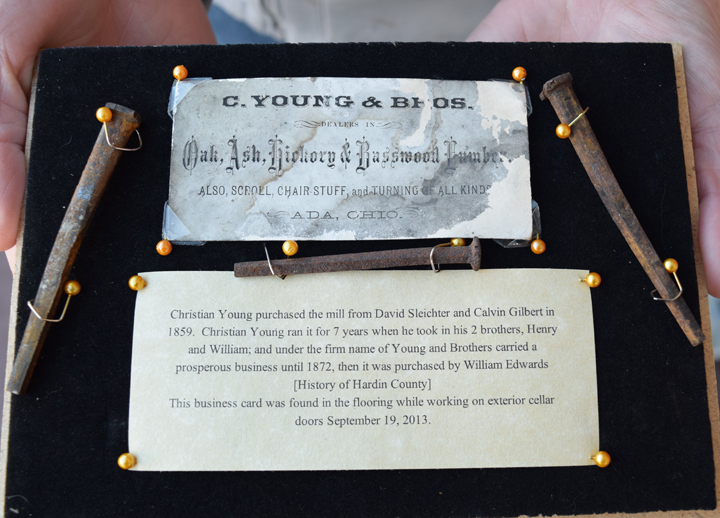 C. YOUNG & BROS.
DEALERS IN
Oak, Ash, Hickory & Basswood Lumber.
ALSO, SCROLL, CHAIR STUFF, and TURNING OF ALL KINDS
ADA, OHIO.
Christian Young purchased the mill from David Sleichter and Calvin Gilbert in
1859. Christian Young ran it for 7 years when he took in his 2 brothers, Henry
and William; and under the firm name of Young and Brothers carried a
prosperous business until 1872, then it was purchased by William Edwards
[History of Hardin County]
This business card was found in the flooring while working on exterior cellar
doors September 19, 2013.